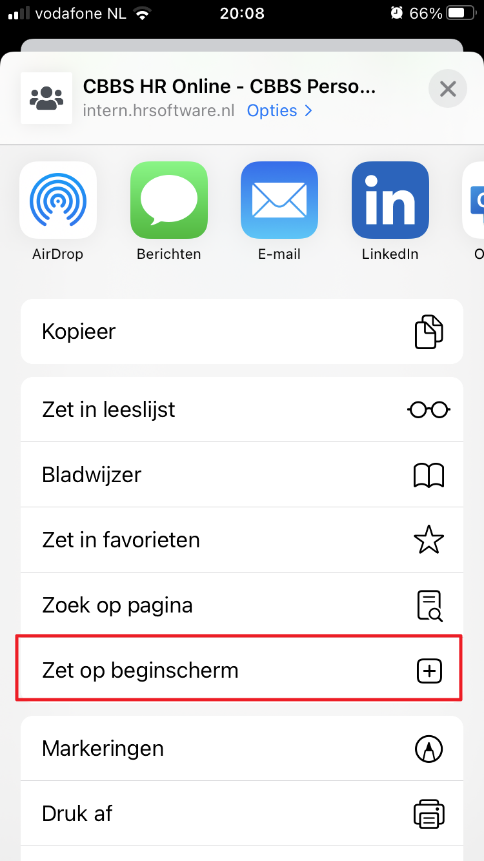 vodafone NL 20:08 66%
CBBS HR Online - CBBS Perso...
intern.hrsoftware.nl Opties >
in
AirDrop Berichten E-mail LinkedIn
Kopieer
Zet in leeslijst
Bladwijzer
Zet in favorieten
Zoek op pagina
Zet op beginscherm
Markeringen
Druk af